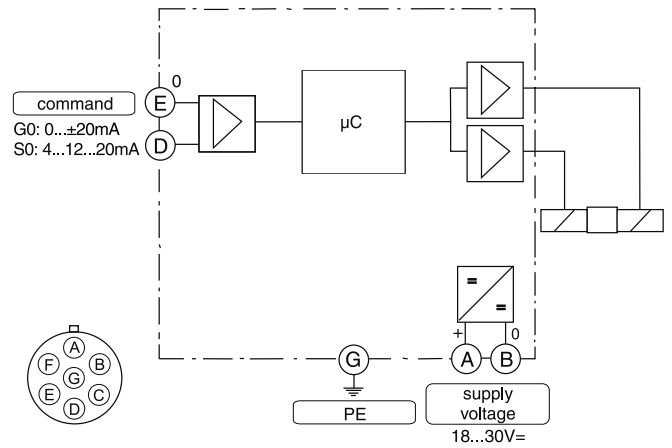 0
E
command
G0: 0...±20mA
D
S0: 4...12...20mA
µC
=
=
+
0
A
B
G
A
F
B
G
E
C
D
PE
supply
voltage
18...30V=